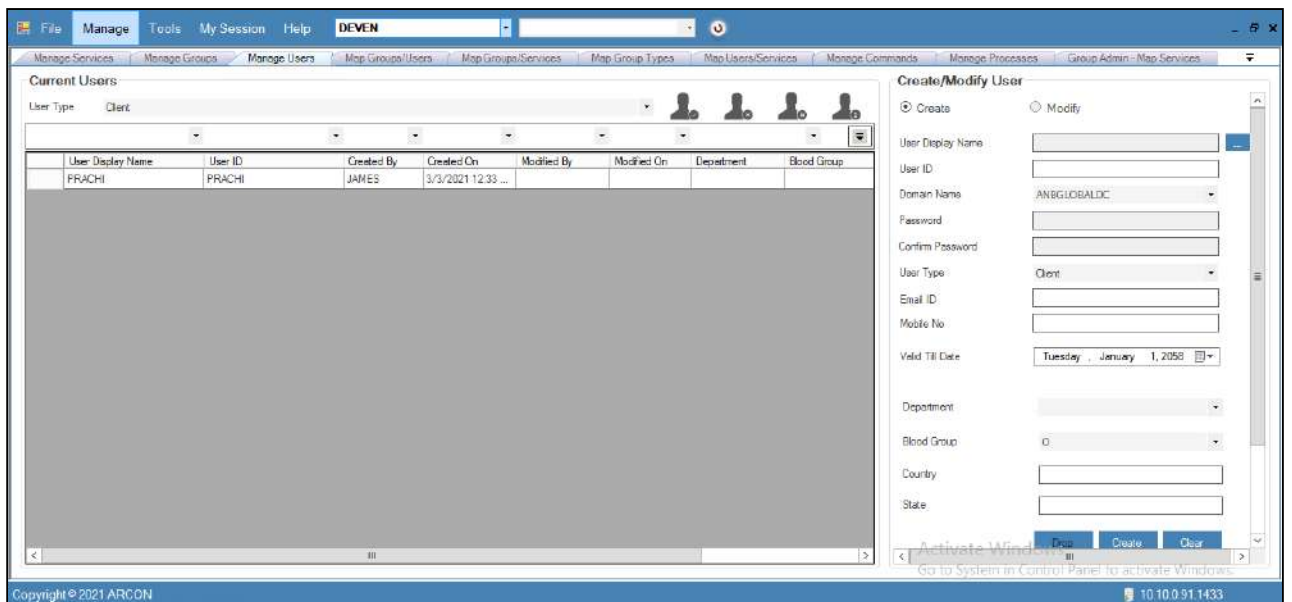 File Manage Tools My Session Help DEVEN
Manage Services Manage Groups Manage Users Map Groups/Users Map Groups/Services Map Group Types Map Users/Services Manage Commands Manage Processes Group Admin - Map Services
Current Users
User Type Client
User Display Name User ID Created By Created On Modified By Modified On Department Blood Group
PRACHI PRACHI JAMES 3/3/2021 12:33 ...
Create/Modify User
Create Modify
User Display Name ...
User ID
Domain Name ANBGLOBALDC
Password
Confirm Password
User Type Client
Email ID
Mobile No
Valid Till Date Tuesday , January 1, 2058
Department
Blood Group O
Country
State
Drop Create Clear
Activate Windows
Go to System in Control Panel to activate Windows.
Copyright © 2021 ARCON 10.10.0.91.1433